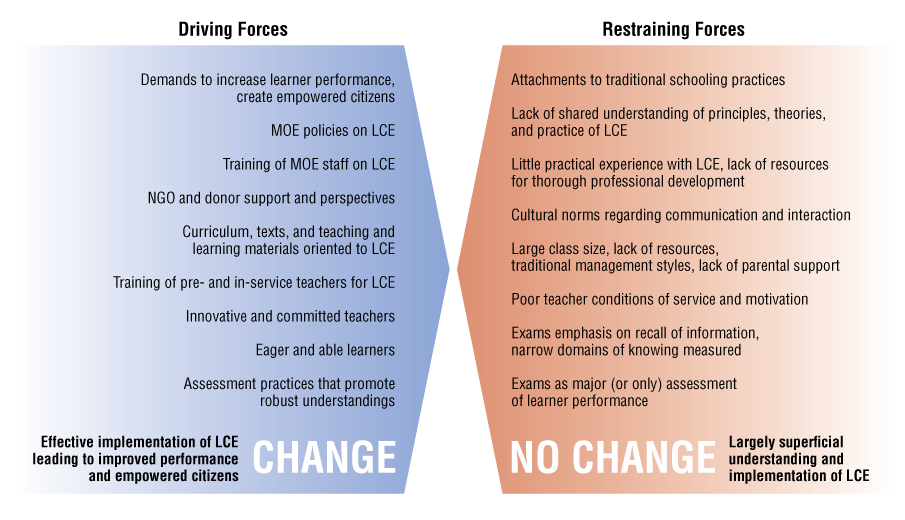 Driving Forces
Demands to increase learner performance,
create empowered citizens
MOE policies on LCE
Training of MOE staff on LCE
NGO and donor support and perspectives
Curriculum, texts, and teaching and
learning materials oriented to LCE
Training of pre- and in-service teachers for LCE
Innovative and committed teachers
Eager and able learners
Assessment practices that promote
robust understandings
Effective implementation of LCE
leading to improved performance
and empowered citizens
CHANGE
Restraining Forces
Attachments to traditional schooling practices
Lack of shared understanding of principles, theories,
and practice of LCE
Little practical experience with LCE, lack of resources
for thorough professional development
Cultural norms regarding communication and interaction
Large class size, lack of resources,
traditional management styles, lack of parental support
Poor teacher conditions of service and motivation
Exams emphasis on recall of information,
narrow domains of knowing measured
Exams as major (or only) assessment
of learner performance
NO CHANGE
Largely superficial
understanding and
implementation of LCE